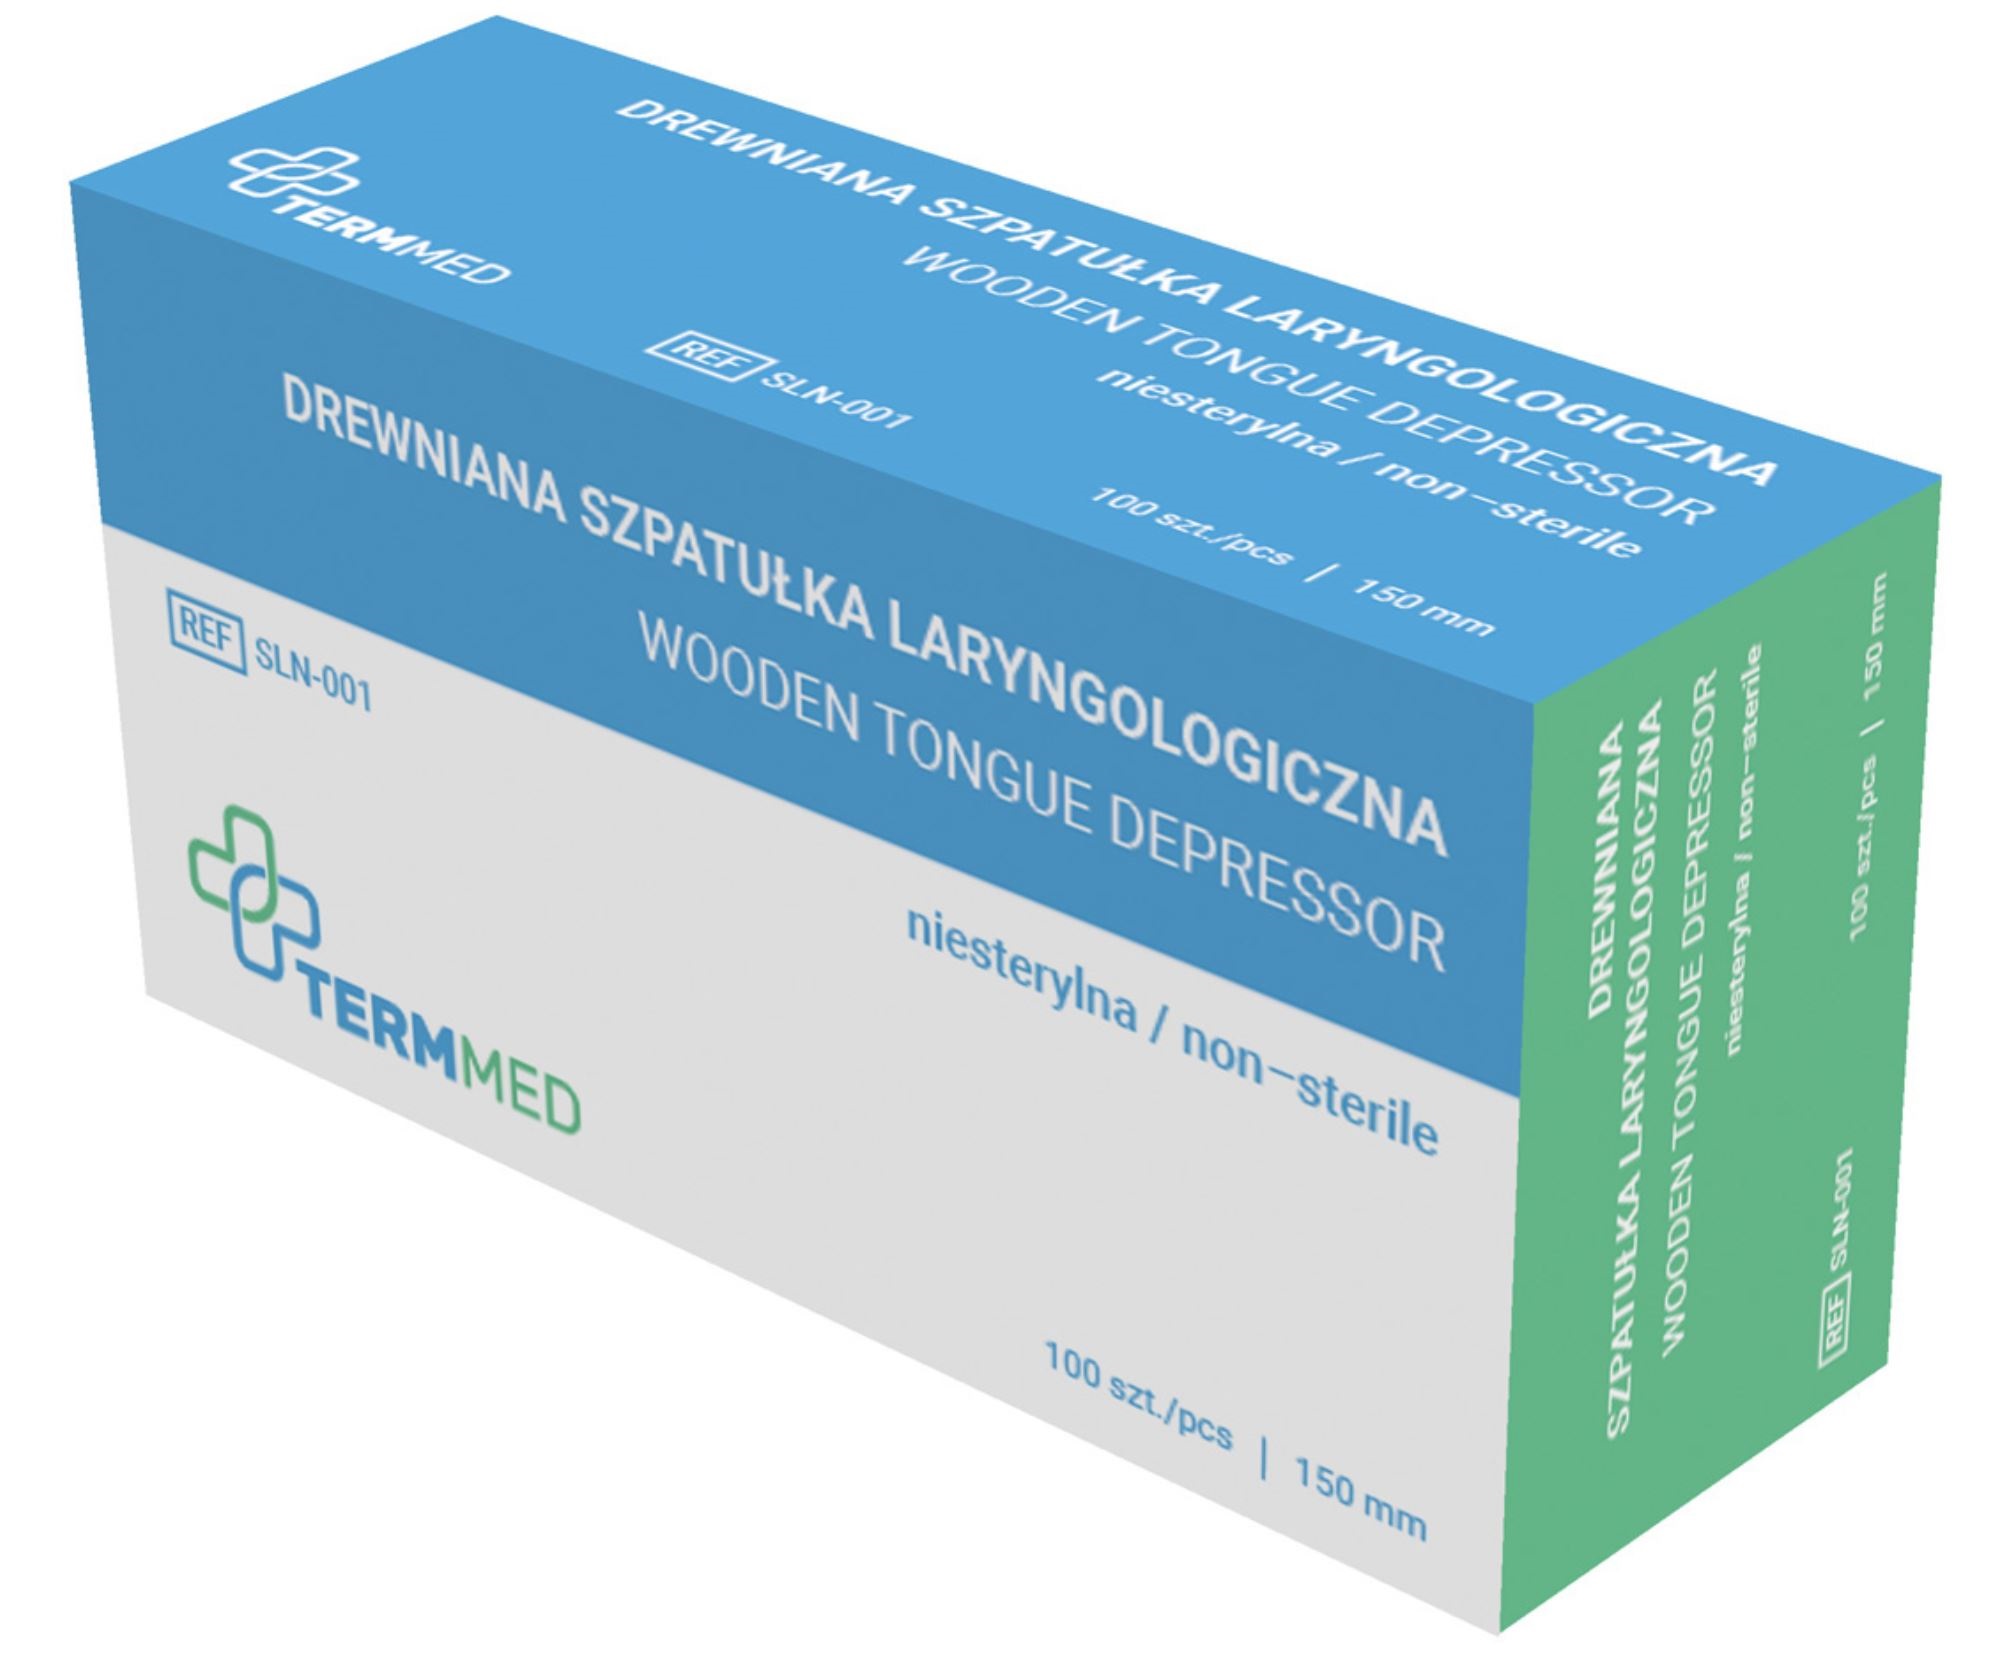 DREWNIANA SZPATUŁKA LARYNGOLOGICZNA
WOODEN TONGUE DEPRESSOR
niesterylna / non-sterile
TERMMED
REF SLN-001
100 szt./pcs | 150 mm
DREWNIANA SZPATUŁKA LARYNGOLOGICZNA
WOODEN TONGUE DEPRESSOR
REF SLN-001
niesterylna / non-sterile
TERMMED
100 szt./pcs | 150 mm
DREWNIANA
SZPATUŁKA LARYNGOLOGICZNA
WOODEN TONGUE DEPRESSOR
niesterylna | non-sterile
REF SLN-001
100 szt./pcs | 150 mm